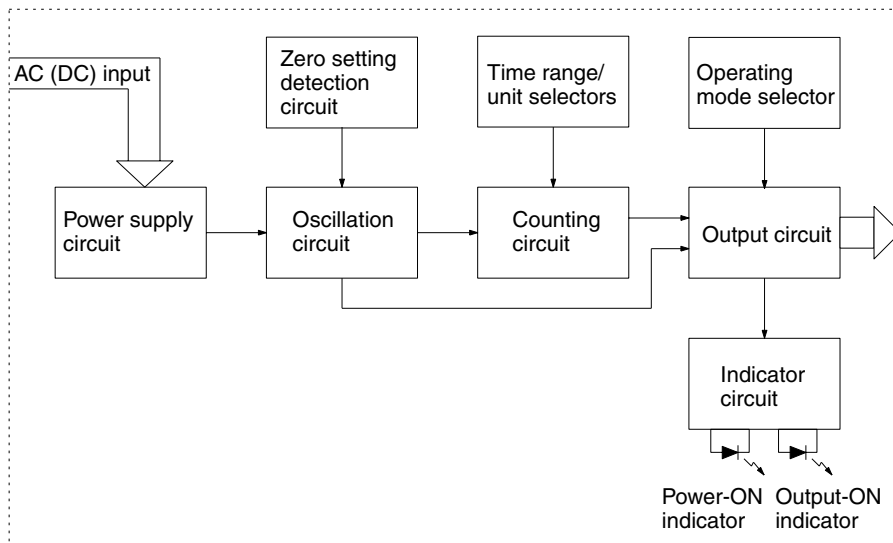 AC (DC) input
Zero setting
detection
circuit
Time range/
unit selectors
Operating
mode selector
Power supply
circuit
Oscillation
circuit
Counting
circuit
Output circuit
Indicator
circuit
Power-ON
indicator
Output-ON
indicator